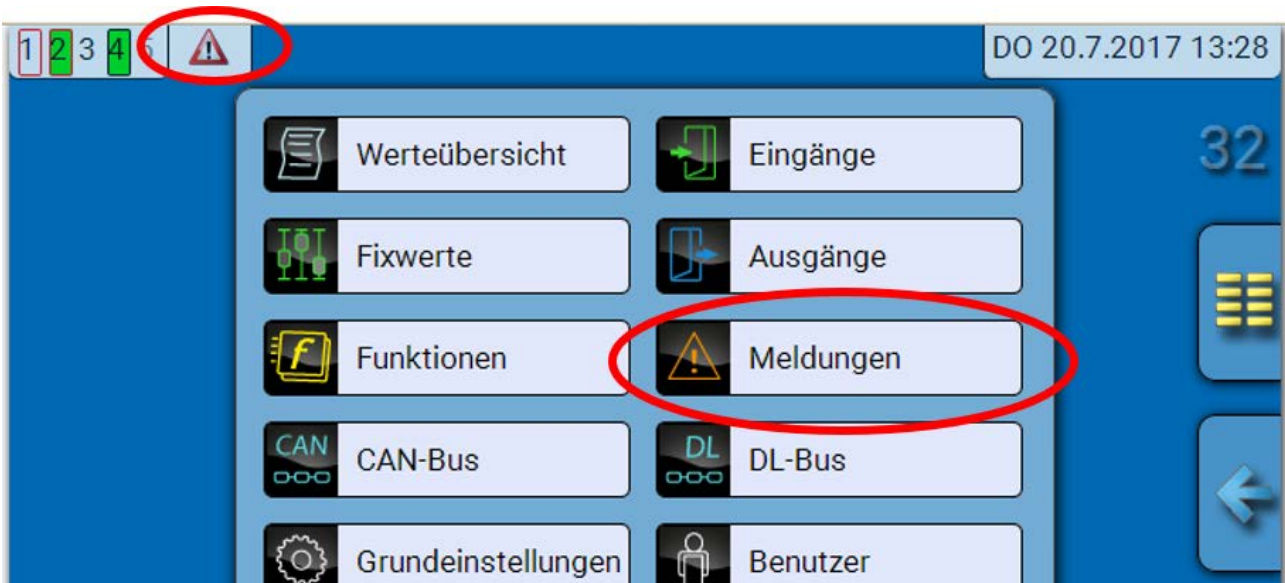 1 2 3 4 5
DO 20.7.2017 13:28
32
Werteübersicht
Eingänge
Fixwerte
Ausgänge
f Funktionen
Meldungen
CAN CAN-Bus
DL DL-Bus
Grundeinstellungen
Benutzer